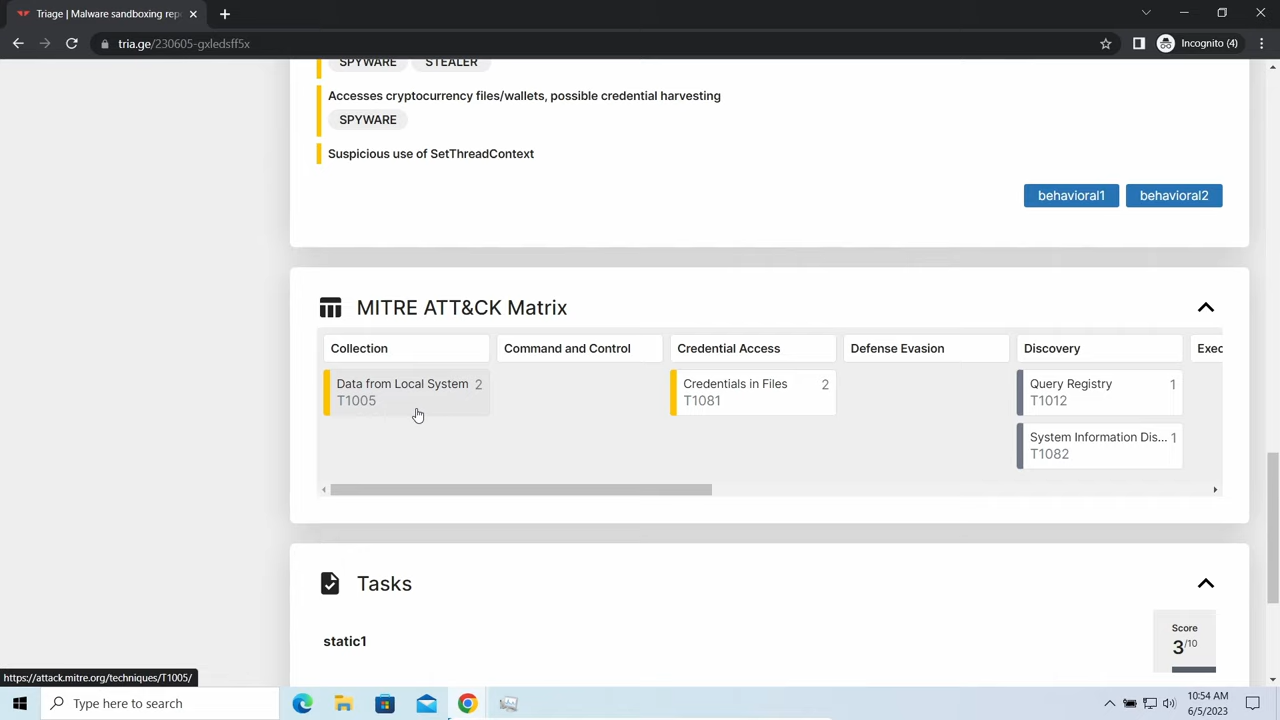 Triage | Malware sandboxing rep
tria.ge/230605-gxledsff5x
Incognito (4)
SPYWARE STEALER
Accesses cryptocurrency files/wallets, possible credential harvesting
SPYWARE
Suspicious use of SetThreadContext
behavioral1 behavioral2
MITRE ATT&CK Matrix
Collection Command and Control Credential Access Defense Evasion Discovery Exec
Data from Local System 2 Credentials in Files 2 Query Registry 1
T1005 T1081 T1012
System Information Dis... 1
T1082
Tasks
Score
static1
3/10
https://attack.mitre.org/techniques/T1005/
Type here to search
10:54 AM
6/5/2023